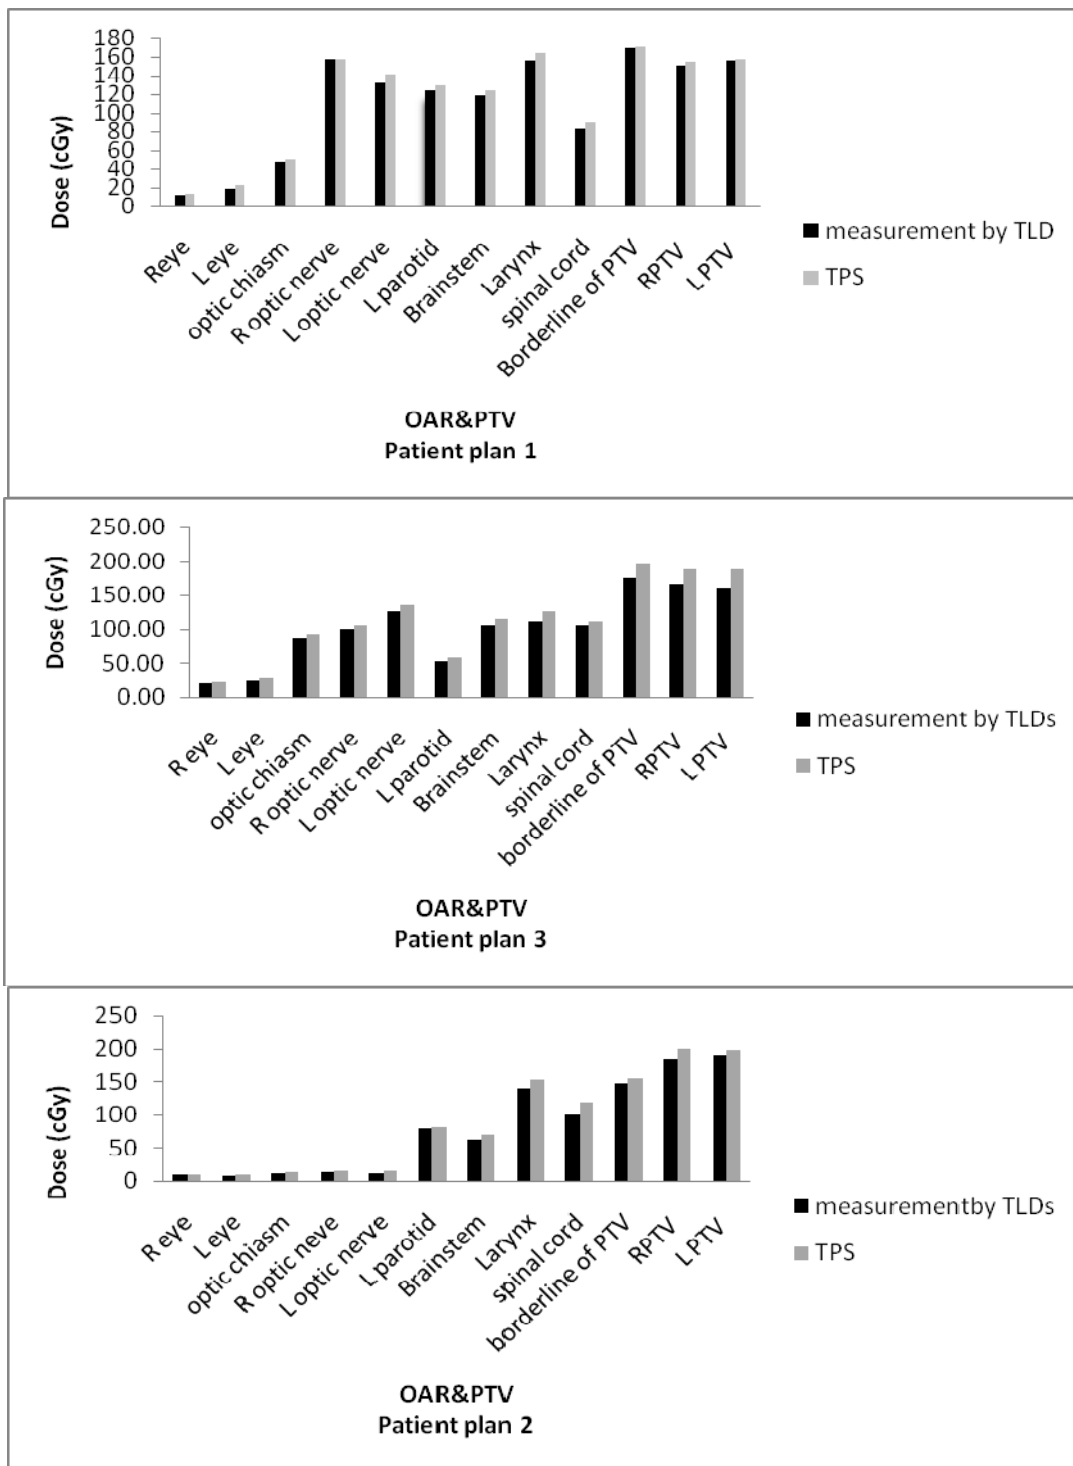 180
160
140
120
100
80
60
40
20
0
Dose (cGy)
R eye
L eye
optic chiasm
R optic nerve
L optic nerve
L parotid
Brainstem
Larynx
spinal cord
Borderline of PTV
RPTV
LPTV
measurement by TLD
TPS
OAR&PTV
Patient plan 1
250.00
200.00
150.00
100.00
50.00
0.00
Dose (cGy)
R eye
L eye
optic chiasm
R optic nerve
L optic nerve
L parotid
Brainstem
Larynx
spinal cord
borderline of PTV
RPTV
LPTV
measurement by TLDs
TPS
OAR&PTV
Patient plan 3
250
200
150
100
50
0
Dose (cGy)
R eye
L eye
optic chiasm
R optic neve
L optic nerve
L parotid
Brainstem
Larynx
spinal cord
borderline of PTV
RPTV
LPTV
measurementby TLDs
TPS
OAR&PTV
Patient plan 2